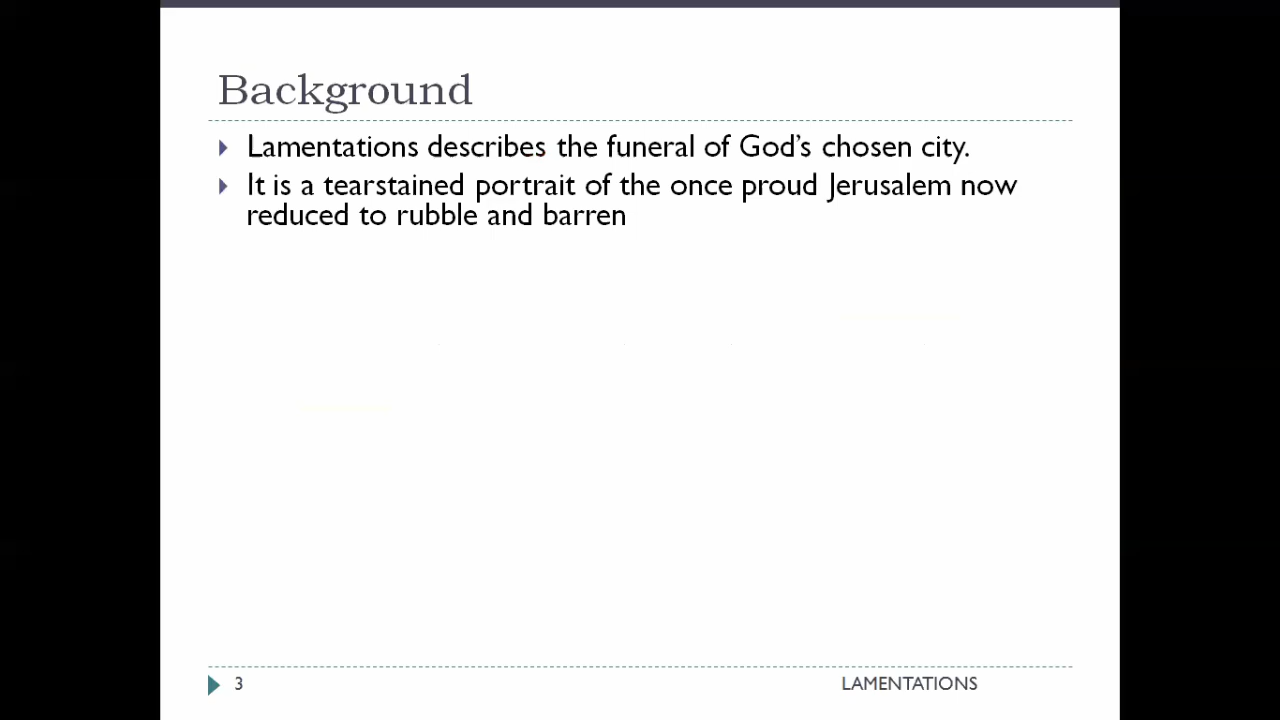 Background
Lamentations describes the funeral of God's chosen city.
It is a tearstained portrait of the once proud Jerusalem now
reduced to rubble and barren
3
LAMENTATIONS